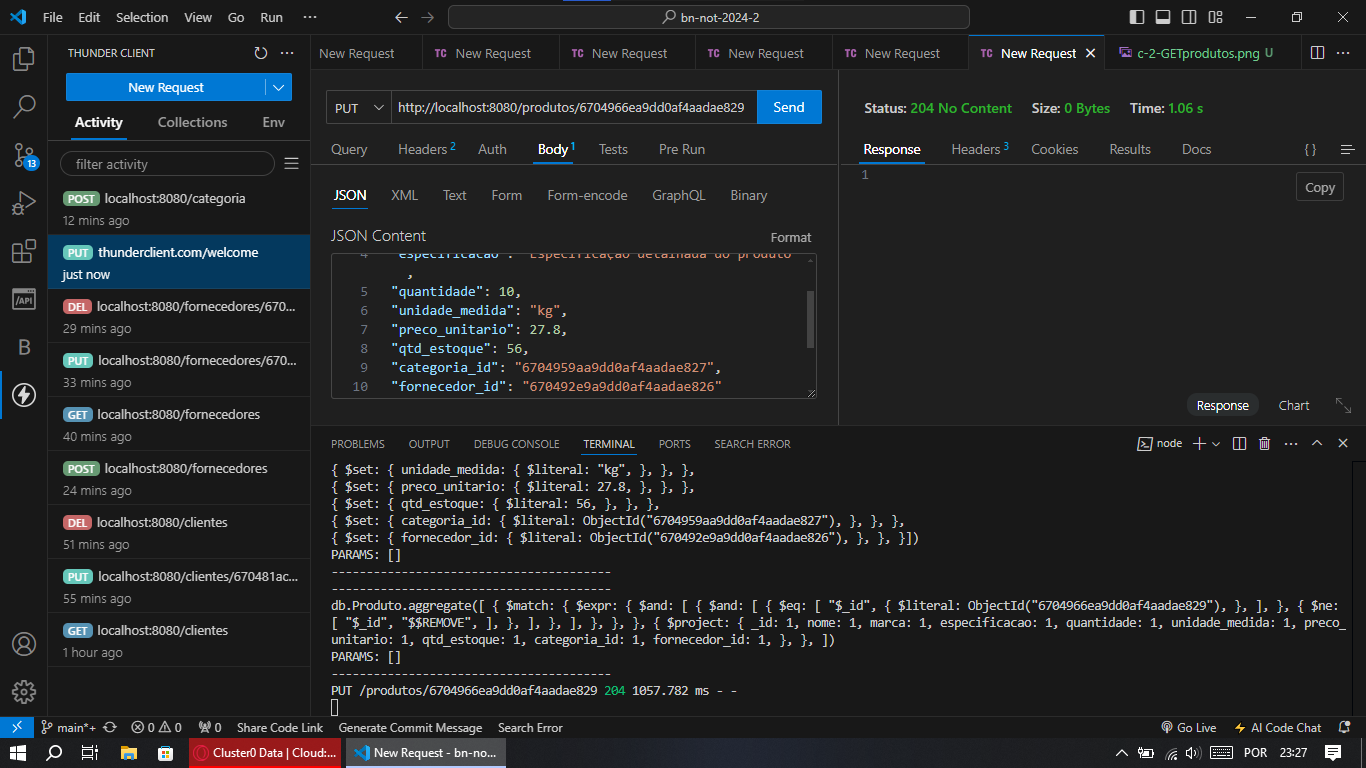 File Edit Selection View Go Run ··· bn-not-2024-2
THUNDER CLIENT
New Request
Activity Collections Env
filter activity
POST localhost:8080/categoria
12 mins ago
PUT thunderclient.com/welcome
just now
DEL localhost:8080/fornecedores/670...
29 mins ago
PUT localhost:8080/fornecedores/670...
33 mins ago
GET localhost:8080/fornecedores
40 mins ago
POST localhost:8080/fornecedores
24 mins ago
DEL localhost:8080/clientes
51 mins ago
PUT localhost:8080/clientes/670481ac...
55 mins ago
GET localhost:8080/clientes
1 hour ago
13
New Request TC New Request TC New Request TC New Request TC New Request TC New Request c-2-GETprodutos.png U
PUT http://localhost:8080/produtos/6704966ea9dd0af4aadae829 Send
Query Headers 2 Auth Body 1 Tests Pre Run
JSON XML Text Form Form-encode GraphQL Binary
JSON Content Format
4 "especificacao": "Especificação detalhada do produto"
,
5 "quantidade": 10,
6 "unidade_medida": "kg",
7 "preco_unitario": 27.8,
8 "qtd_estoque": 56,
9 "categoria_id": "6704959aa9dd0af4aadae827",
10 "fornecedor_id": "670492e9a9dd0af4aadae826"
Status: 204 No Content Size: 0 Bytes Time: 1.06 s
Response Headers 3 Cookies Results Docs { }
1
Copy
Response Chart
PROBLEMS OUTPUT DEBUG CONSOLE TERMINAL PORTS SEARCH ERROR node
{ $set: { unidade_medida: { $literal: "kg", }, }, },
{ $set: { preco_unitario: { $literal: 27.8, }, }, },
{ $set: { qtd_estoque: { $literal: 56, }, }, },
{ $set: { categoria_id: { $literal: ObjectId("6704959aa9dd0af4aadae827"), }, }, },
{ $set: { fornecedor_id: { $literal: ObjectId("670492e9a9dd0af4aadae826"), }, }, }])
PARAMS: []
----------------------------------------
----------------------------------------
db.Produto.aggregate([ { $match: { $expr: { $and: [ { $and: [ { $eq: [ "$_id", { $literal: ObjectId("6704966ea9dd0af4aadae829"), }, ], }, { $ne:
[ "$_id", "$$REMOVE", ], }, ], }, ], }, }, }, { $project: { _id: 1, nome: 1, marca: 1, especificacao: 1, quantidade: 1, unidade_medida: 1, preco_
unitario: 1, qtd_estoque: 1, categoria_id: 1, fornecedor_id: 1, }, }, ])
PARAMS: []
----------------------------------------
PUT /produtos/6704966ea9dd0af4aadae829 204 1057.782 ms - -
main*+ 0 0 0 Share Code Link Generate Commit Message Search Error Go Live AI Code Chat
Cluster0 Data | Cloud:... New Request - bn-no... POR 23:27